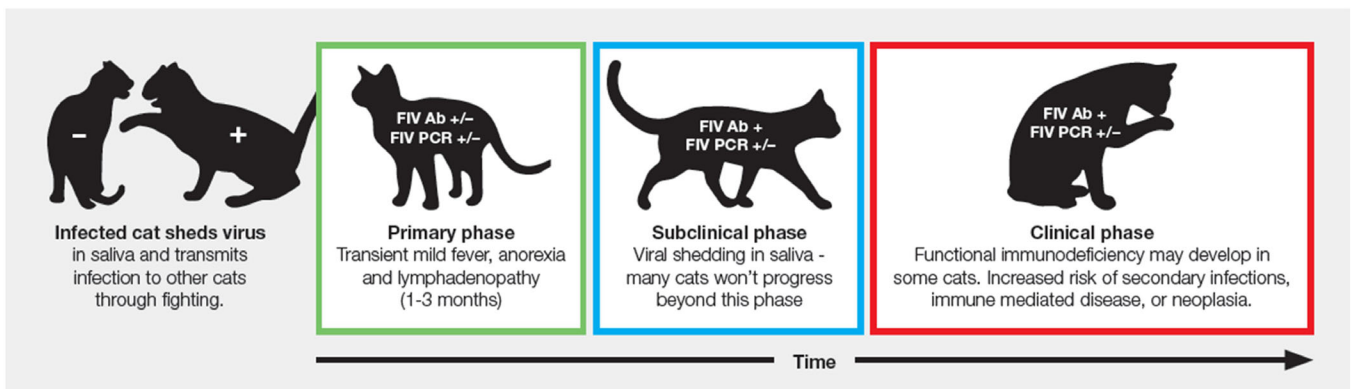 –
+
Infected cat sheds virus
in saliva and transmits
infection to other cats
through fighting.
FIV Ab +/–
FIV PCR +/–
Primary phase
Transient mild fever, anorexia
and lymphadenopathy
(1-3 months)
FIV Ab +
FIV PCR +/–
Subclinical phase
Viral shedding in saliva -
many cats won’t progress
beyond this phase
FIV Ab +
FIV PCR +/–
Clinical phase
Functional immunodeficiency may develop in
some cats. Increased risk of secondary infections,
immune mediated disease, or neoplasia.
Time